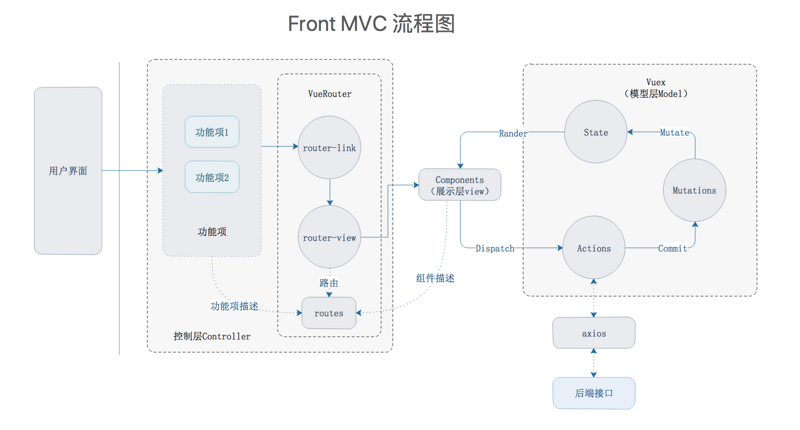 Front MVC 流程图
用户界面
功能项1
功能项2
功能项
VueRouter
router-link
router-view
路由
routes
功能项描述
控制层Controller
组件描述
Components
（展示层view）
Rander
Dispatch
Vuex
（模型层Model）
State
Mutate
Mutations
Actions
Commit
axios
后端接口